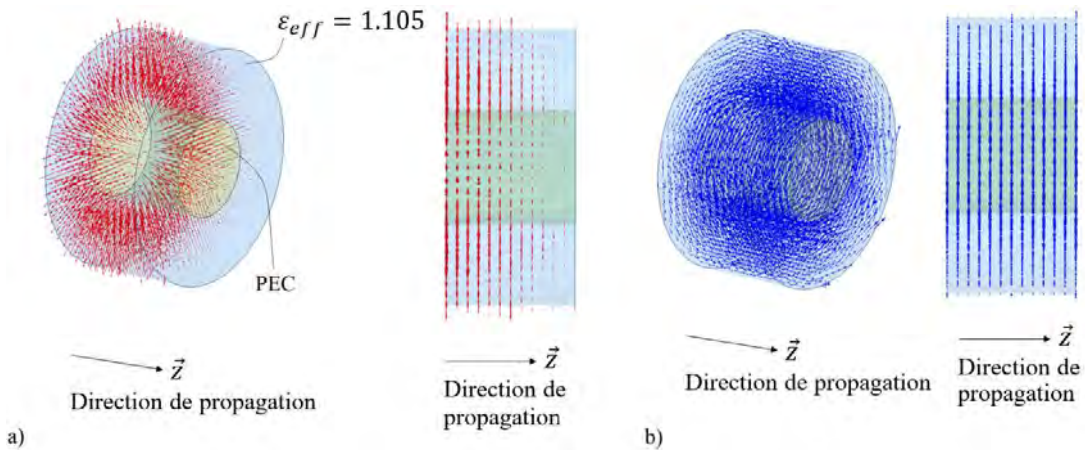 ε_eff = 1.105
PEC
z⃗
Direction de propagation
z⃗
Direction de
propagation
a)
z⃗
Direction de propagation
z⃗
Direction de
propagation
b)